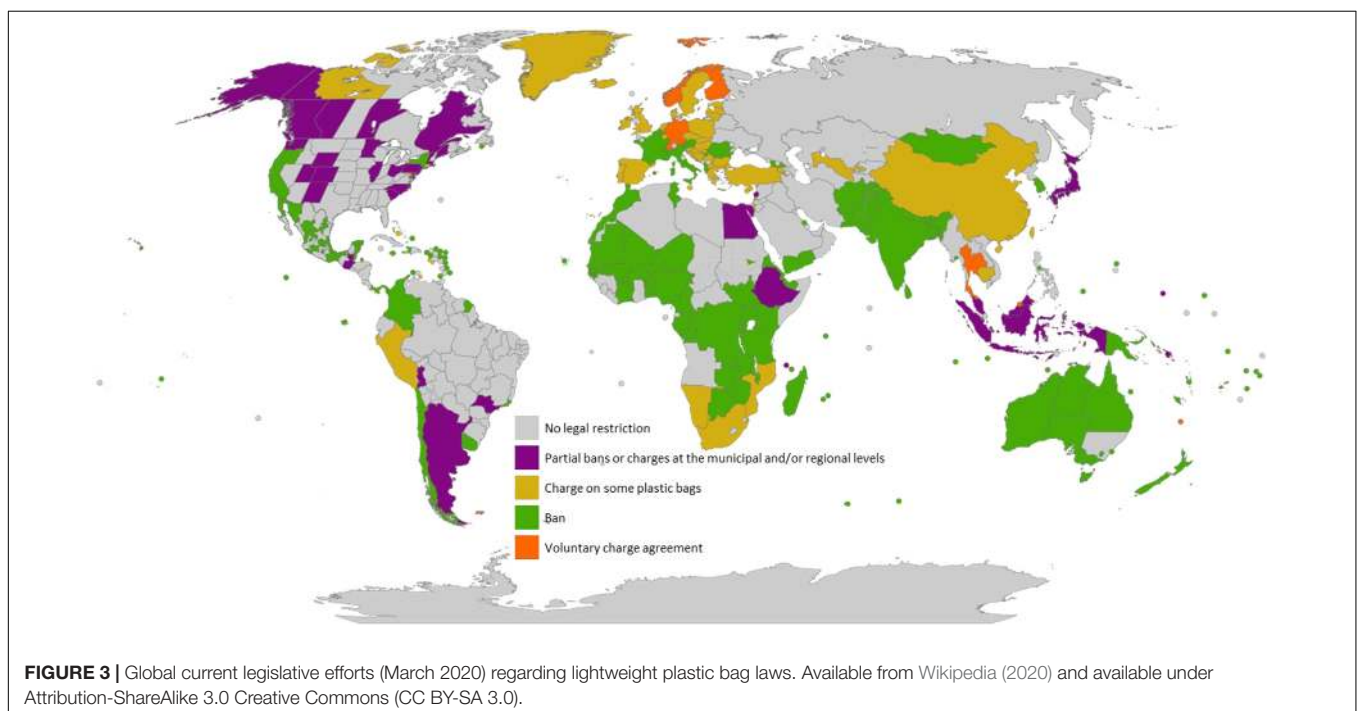 No legal restriction
Partial bans or charges at the municipal and/or regional levels
Charge on some plastic bags
Ban
Voluntary charge agreement
FIGURE 3 | Global current legislative efforts (March 2020) regarding lightweight plastic bag laws. Available from Wikipedia (2020) and available under
Attribution-ShareAlike 3.0 Creative Commons (CC BY-SA 3.0).